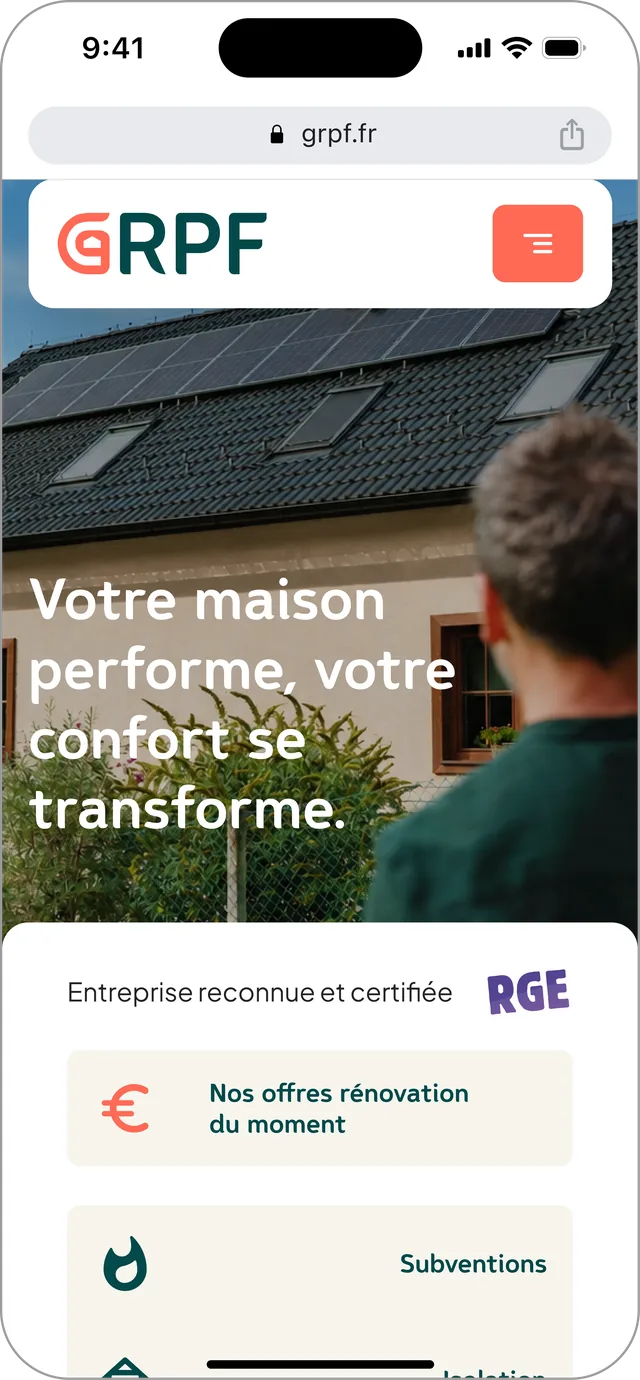 9:41
grpf.fr
GRPF
Votre maison
performe, votre
confort se
transforme.
Entreprise reconnue et certifiée
RGE
€
Nos offres rénovation
du moment
Subventions
Isolation